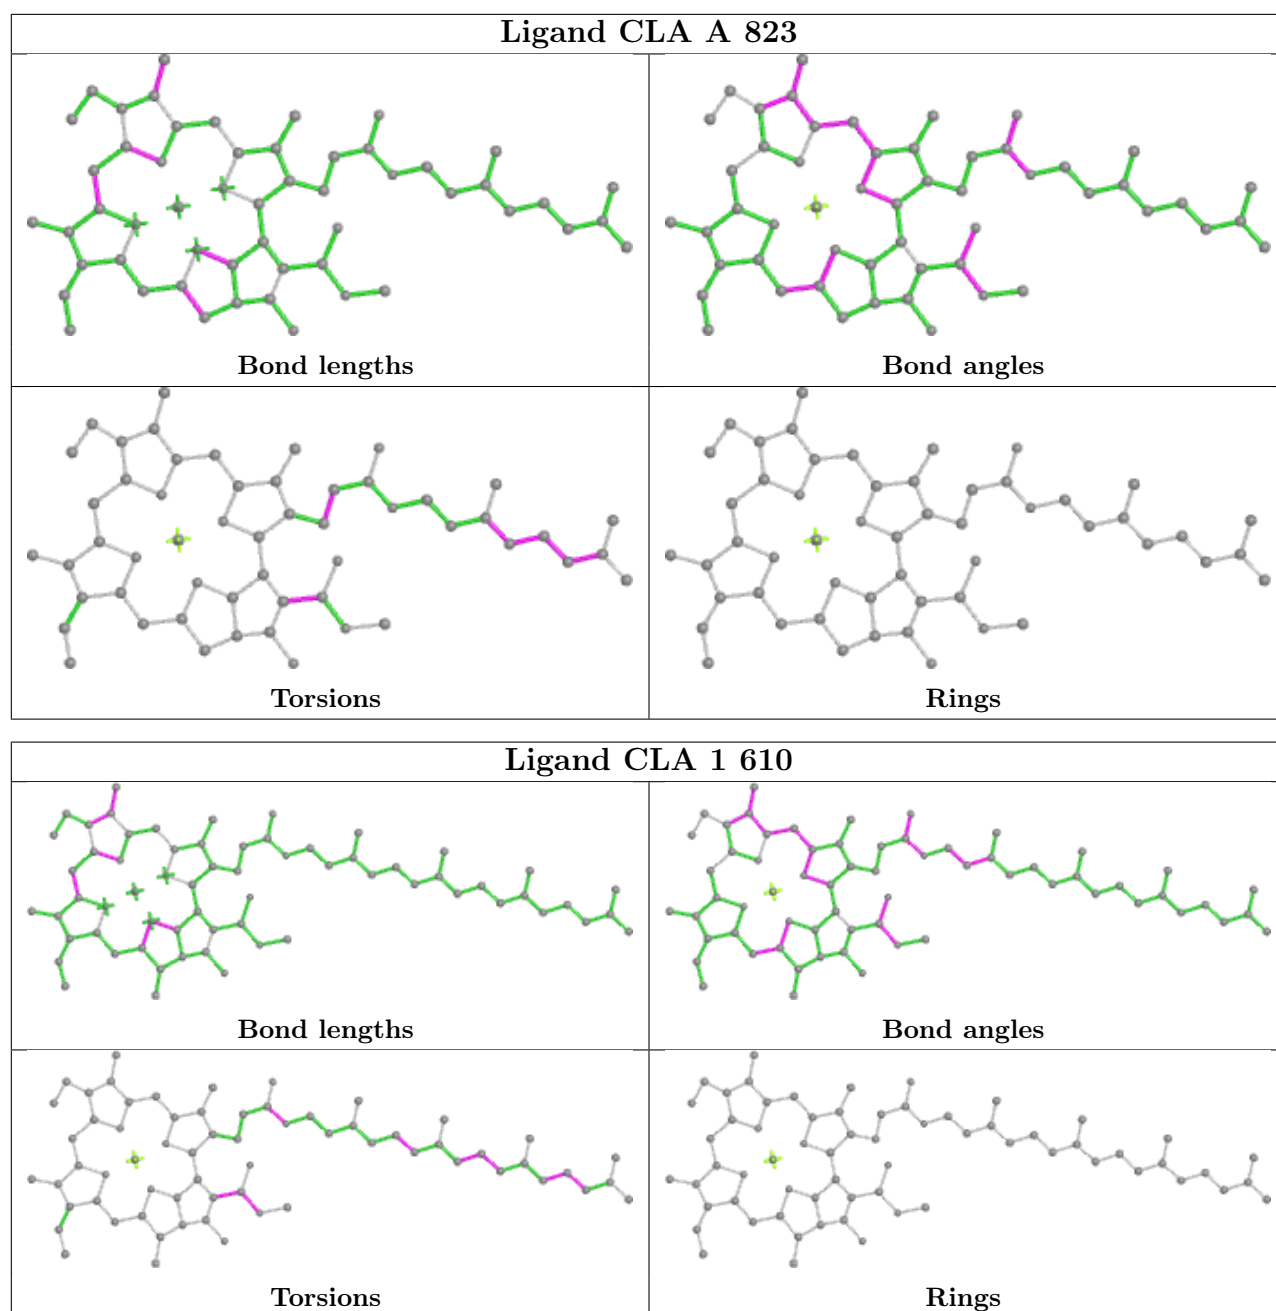 Ligand CLA A 823
Bond lengths
Bond angles
Torsions
Rings
Ligand CLA 1 610
Bond lengths
Bond angles
Torsions
Rings